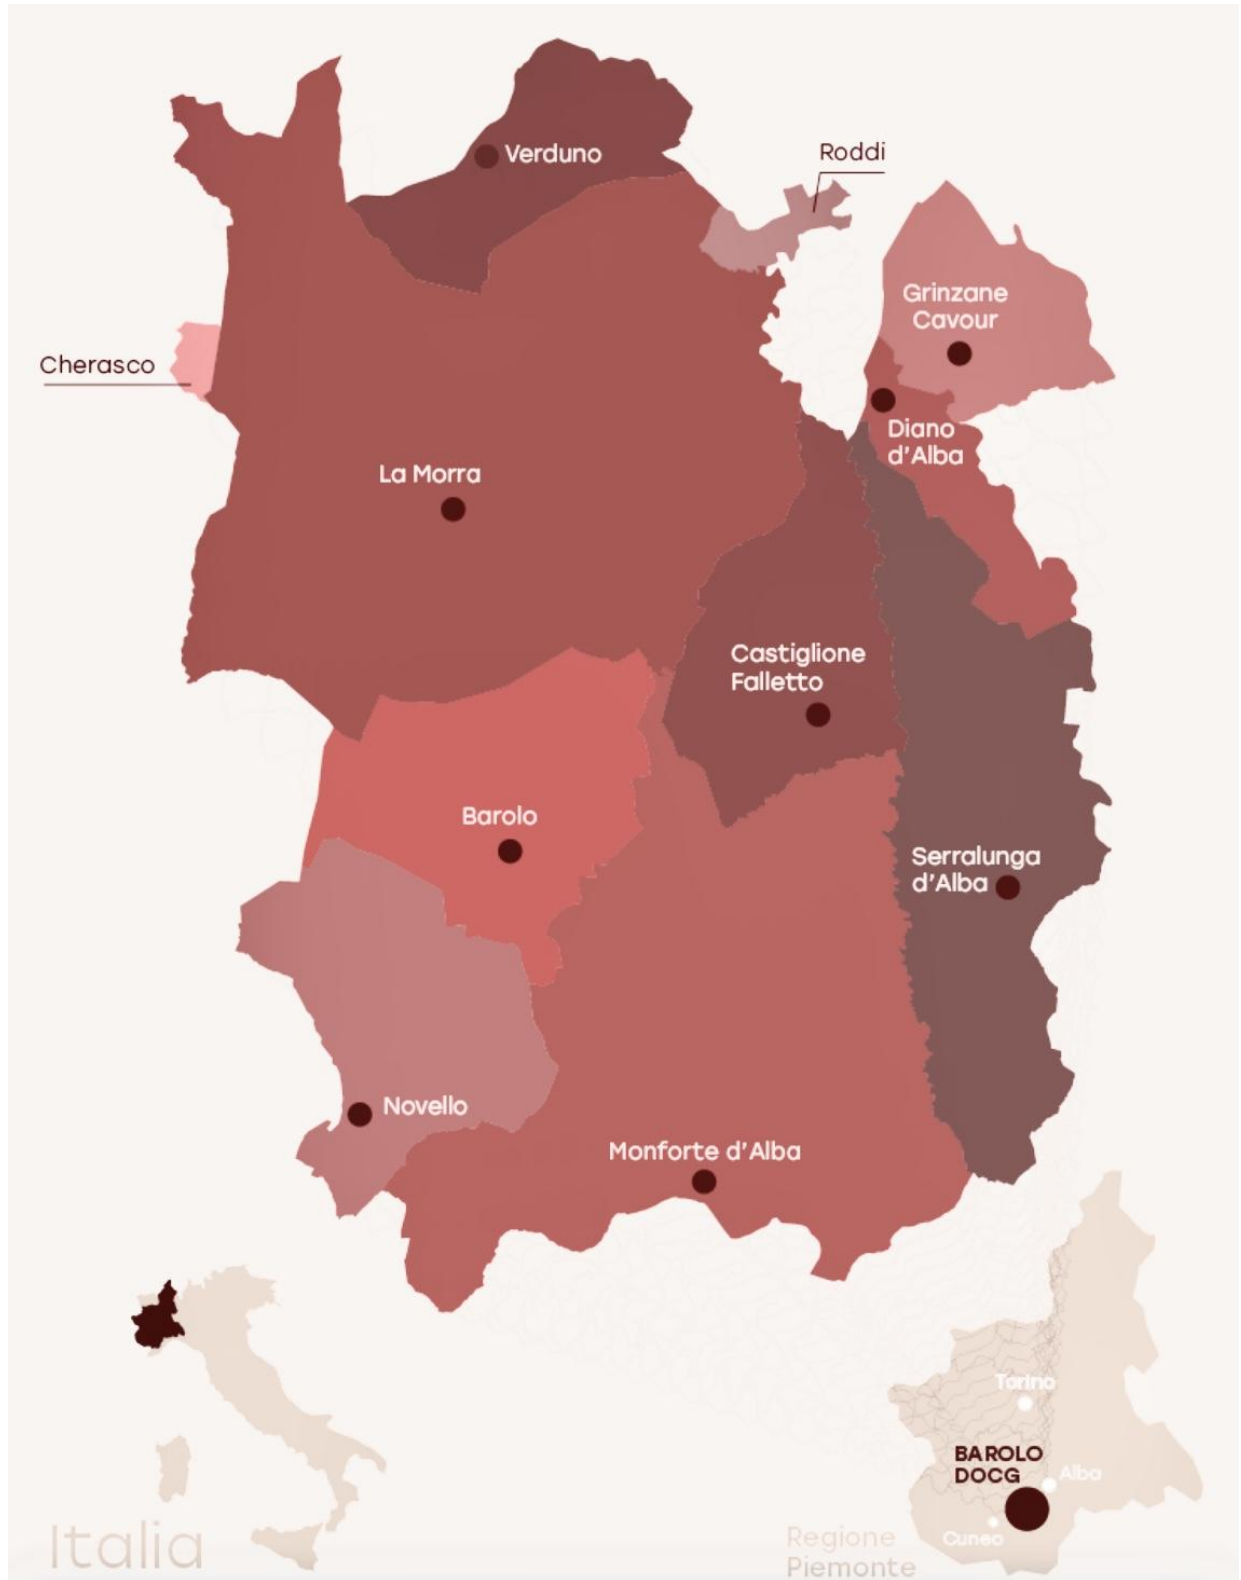 Verduno
Roddi
Grinzane
Cavour
Cherasco
Diano
d'Alba
La Morra
Castiglione
Falletto
Barolo
Serralunga
d'Alba
Novello
Monforte d'Alba
Torino
BAROLO
DOCG
Alba
Cuneo
Italia
Regione
Piemonte